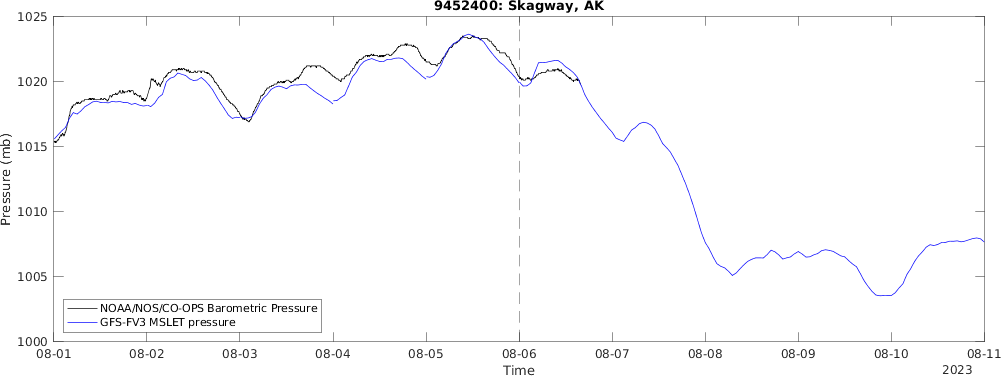 9452400: Skagway, AK
Pressure (mb)
1025
1020
1015
1010
1005
1000
NOAA/NOS/CO-OPS Barometric Pressure
GFS-FV3 MSLET pressure
08-01 08-02 08-03 08-04 08-05 08-06 08-07 08-08 08-09 08-10 08-11
Time
2023